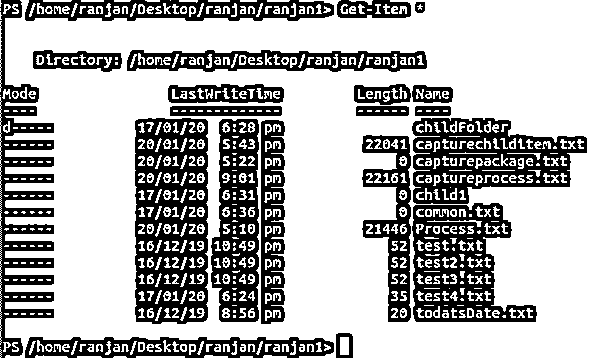 PS /home/ranjan/Desktop/ranjan/ranjan1> Get-Item *
Directory: /home/ranjan/Desktop/ranjan/ranjan1
Mode LastWriteTime Length Name
---- ------------- ------ ----
d----- 17/01/20 6:28 pm childFolder
------ 20/01/20 5:43 pm 22041 capturechilditem.txt
------ 20/01/20 5:22 pm 0 capturepackage.txt
------ 20/01/20 9:01 pm 22161 captureprocess.txt
------ 17/01/20 6:31 pm 0 child1
------ 17/01/20 6:36 pm 0 common.txt
------ 20/01/20 5:10 pm 21446 Process.txt
------ 16/12/19 10:49 pm 52 test.txt
------ 16/12/19 10:49 pm 52 test2.txt
------ 16/12/19 10:49 pm 52 test3.txt
------ 17/01/20 6:24 pm 35 test4.txt
------ 16/12/19 8:56 pm 20 todatsDate.txt
PS /home/ranjan/Desktop/ranjan/ranjan1>